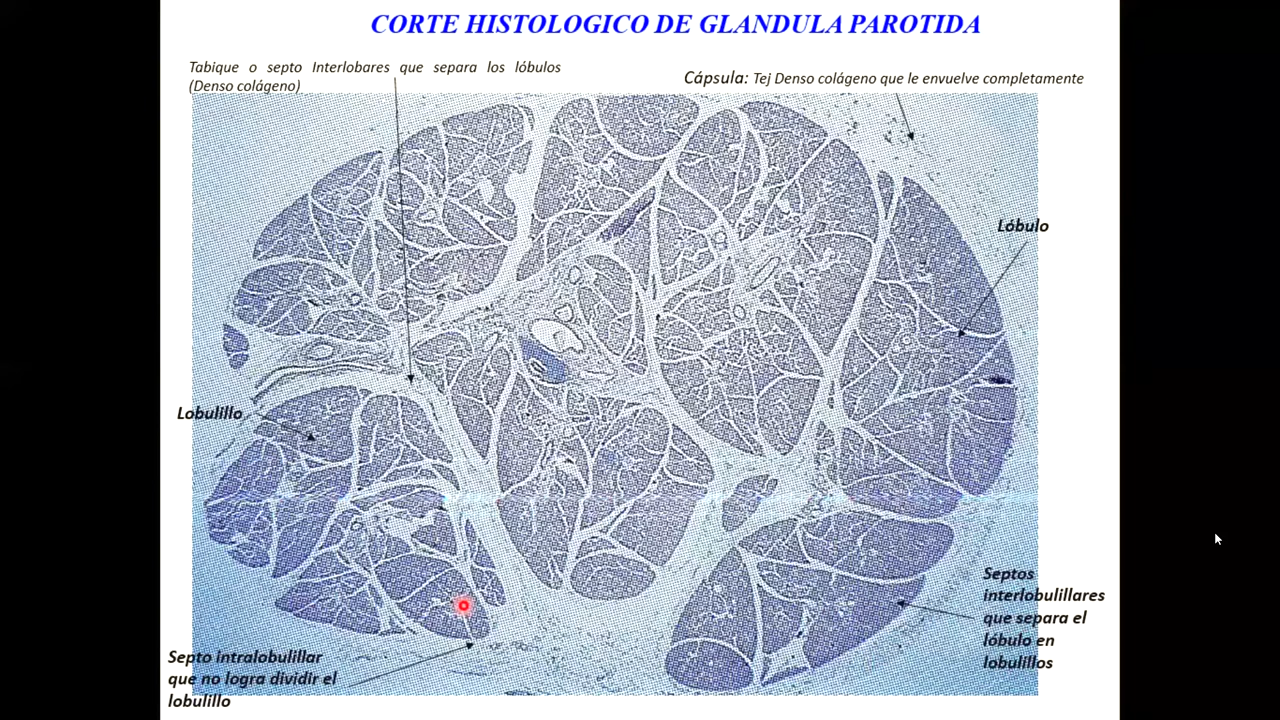 CORTE HISTOLOGICO DE GLANDULA PAROTIDA
Tabique o septo Interlobares que separa los lóbulos
(Denso colágeno)
Cápsula: Tej Denso colágeno que le envuelve completamente
Lóbulo
Lobulillo
Septos
interlobulillares
que separa el
lóbulo en
lobulillos
Septo intralobulillar
que no logra dividir el
lobulillo